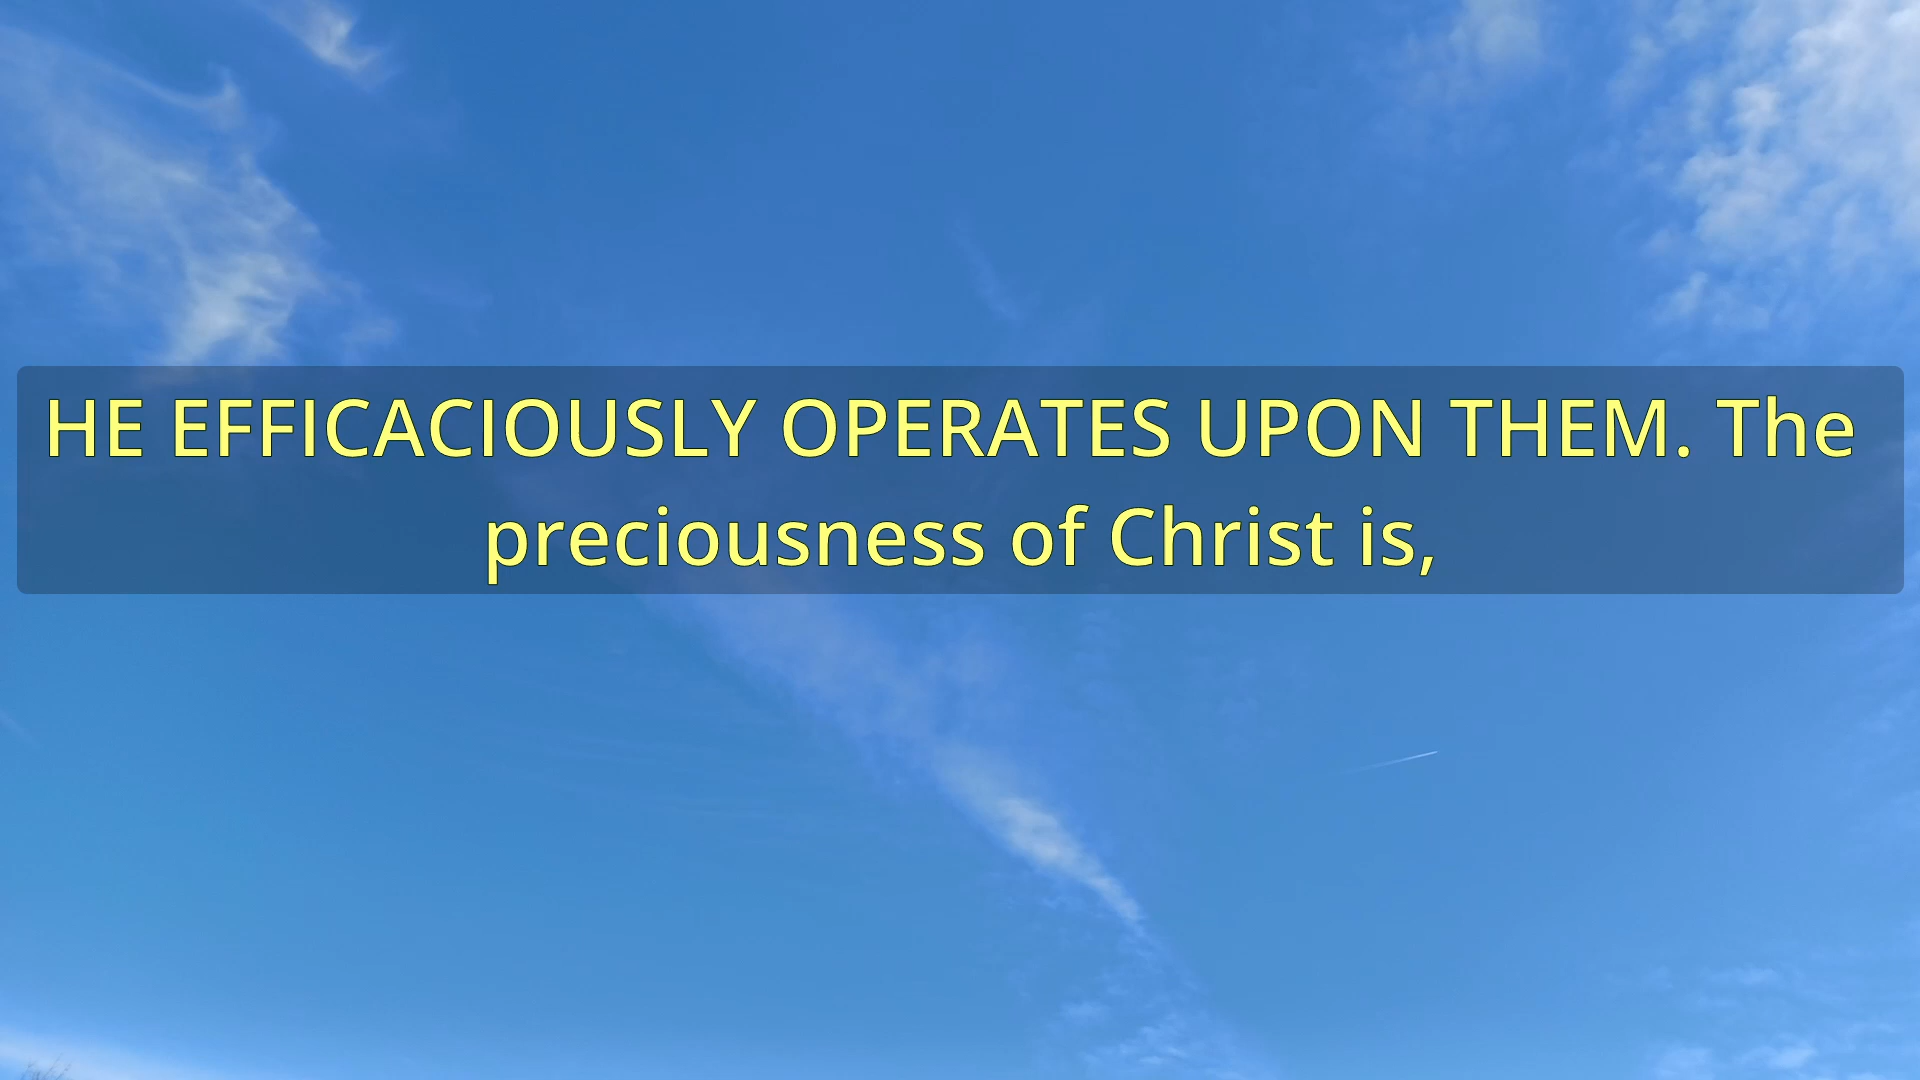 HE EFFICACIOUSLY OPERATES UPON THEM. The
preciousness of Christ is,